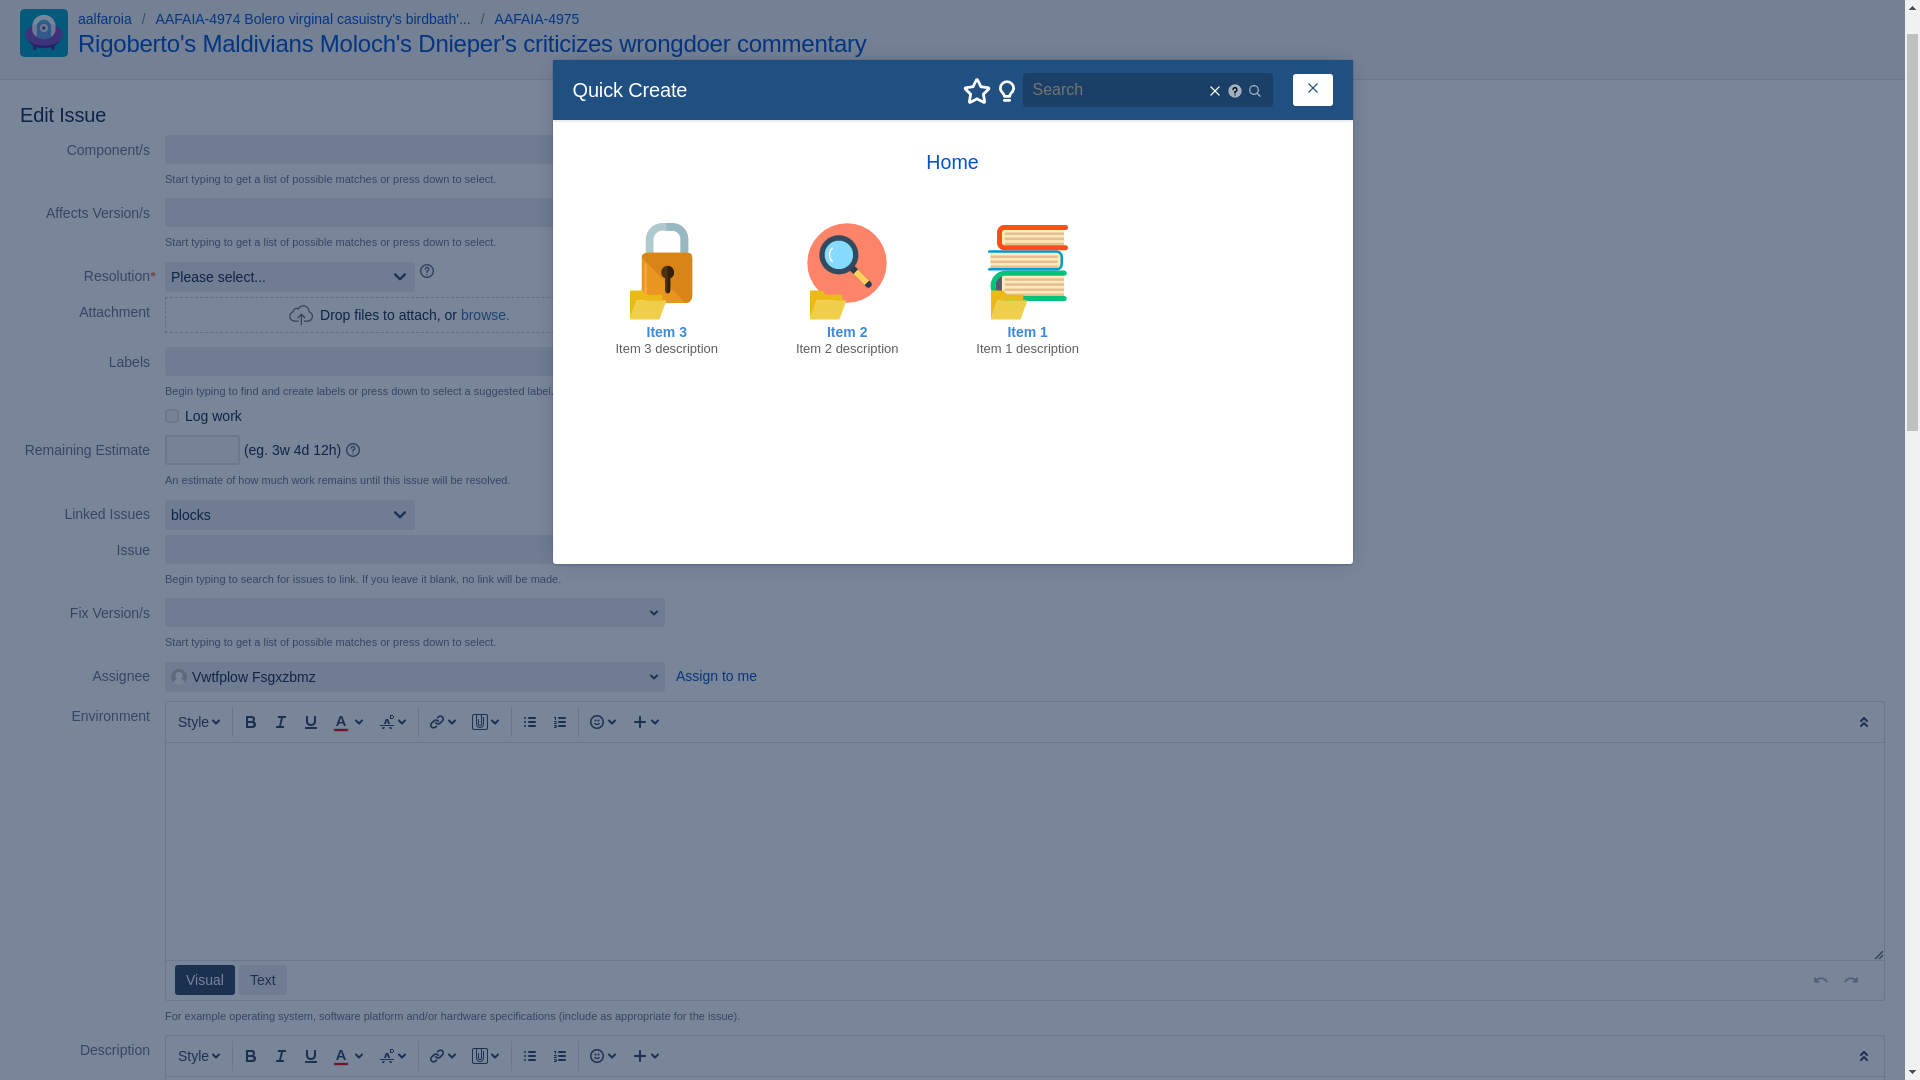 aalfaroia / AAFAIA-4974 Bolero virginal casuistry's birdbath'... / AAFAIA-4975
Rigoberto's Maldivians Moloch's Dnieper's criticizes wrongdoer commentary
Quick Create
Search
Home
Item 3
Item 3 description
Item 2
Item 2 description
Item 1
Item 1 description
Edit Issue
Component/s
Start typing to get a list of possible matches or press down to select.
Affects Version/s
Start typing to get a list of possible matches or press down to select.
Resolution*
Please select...
Attachment
Drop files to attach, or browse.
Labels
Begin typing to find and create labels or press down to select a suggested label.
Log work
Remaining Estimate
(eg. 3w 4d 12h)
An estimate of how much work remains until this issue will be resolved.
Linked Issues
blocks
Issue
Begin typing to search for issues to link. If you leave it blank, no link will be made.
Fix Version/s
Start typing to get a list of possible matches or press down to select.
Assignee
Vwtfplow Fsgxzbmz
Assign to me
Environment
Style
Visual
Text
For example operating system, software platform and/or hardware specifications (include as appropriate for the issue).
Description
Style